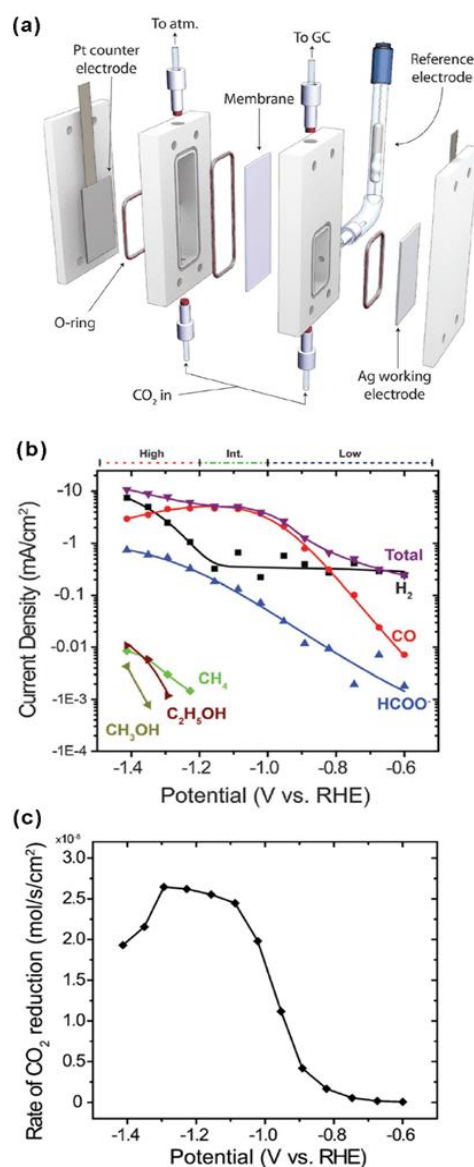 (a)
To atm.
To GC
Pt counter
electrode
Membrane
Reference
electrode
O-ring
CO₂ in
Ag working
electrode
(b)
High
Int.
Low
-10
-1
-0.1
-0.01
-1E-3
-1E-4
Current Density (mA/cm²)
Total
H₂
CO
HCOO⁻
CH₄
C₂H₅OH
CH₃OH
-1.4 -1.2 -1.0 -0.8 -0.6
Potential (V vs. RHE)
(c)
3.0
2.5
2.0
1.5
1.0
0.5
0
Rate of CO₂ reduction (mol/s/cm²)
-1.4 -1.2 -1.0 -0.8 -0.6
Potential (V vs. RHE)